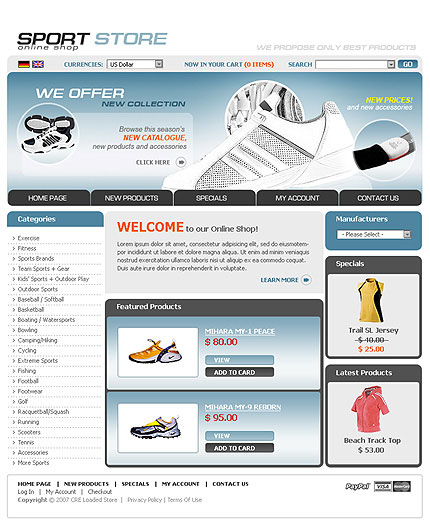 SPORT STORE
online shop
WE PROPOSE ONLY BEST PRODUCTS
CURRENCIES: US Dollar
NOW IN YOUR CART (0 ITEMS)
SEARCH GO
WE OFFER
NEW COLLECTION
Browse this season's
NEW CATALOGUE,
new products and accessories
CLICK HERE
NEW PRICES!
and new accessories
HOME PAGE NEW PRODUCTS SPECIALS MY ACCOUNT CONTACT US
Categories
Exercise
Fitness
Sports Brands
Team Sports + Gear
Kids' Sports + Outdoor Play
Outdoor Sports
Baseball / Softball
Basketball
Boating / Watersports
Bowling
Camping/Hiking
Cycling
Extreme Sports
Fishing
Football
Footwear
Golf
Racquetball/Squash
Running
Scooters
Tennis
Accessories
More Sports
WELCOME to our Online Shop!
Lorem ipsum dolor sit amet, consectetur adipisicing elit, sed do eiusmotem-
por incididunt ut labore et dolore magna aliqua. Ut enim ad minim veniams
nostrud exercitation ullamco laboris nisi ut aliquip ex ea commodo conquat.
Duis aute irure dolor in reprehenderit in voluptate.
LEARN MORE
Featured Products
MIHARA MY-1 PEACE
$ 80.00
VIEW
ADD TO CARD
MIHARA MY-9 REBORN
$ 95.00
VIEW
ADD TO CARD
Manufacturers
- Please Select -
Specials
Trail SL Jersey
$ 40.00
$ 25.00
Latest Products
Beach Track Top
$ 53.00
HOME PAGE | NEW PRODUCTS | SPECIALS | MY ACCOUNT | CONTACT US
Log In | My Account | Checkout
Copyright © 2007 CRE Loaded Store | Privacy Policy | Terms Of Use
PayPal VISA